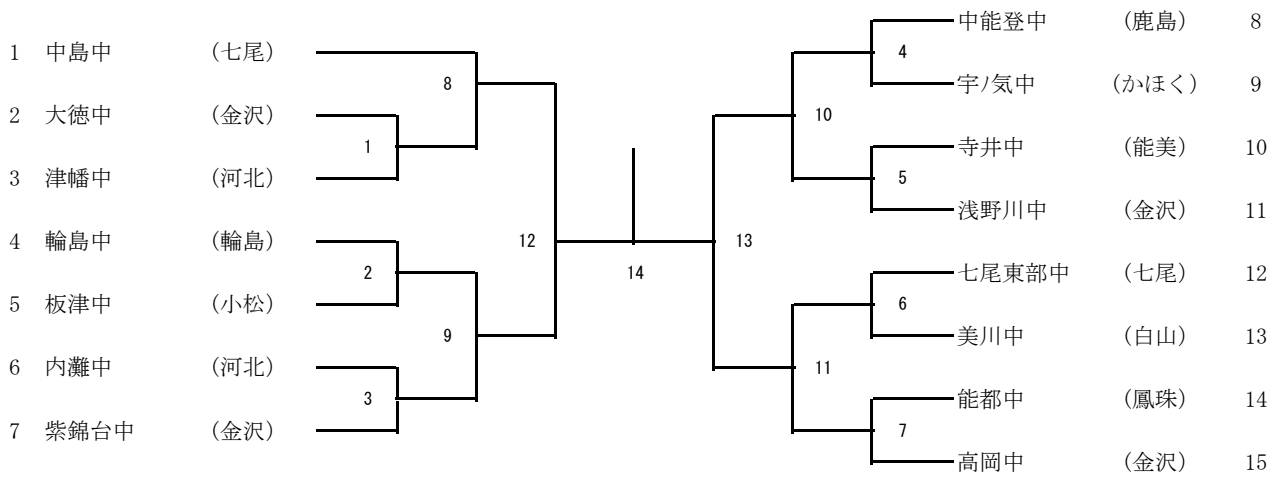 1 中島中 (七尾)
2 大徳中 (金沢)
3 津幡中 (河北)
4 輪島中 (輪島)
5 板津中 (小松)
6 内灘中 (河北)
7 紫錦台中 (金沢)
8
1
2
9
3
12
14
13
10
4
5
11
6
7
中能登中 (鹿島) 8
宇ノ気中 (かほく) 9
寺井中 (能美) 10
浅野川中 (金沢) 11
七尾東部中 (七尾) 12
美川中 (白山) 13
能都中 (鳳珠) 14
高岡中 (金沢) 15